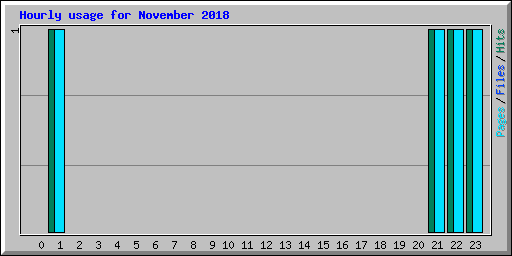 Hourly usage for November 2018
1
Pages/Files/Hits
0 1 2 3 4 5 6 7 8 9 10 11 12 13 14 15 16 17 18 19 20 21 22 23